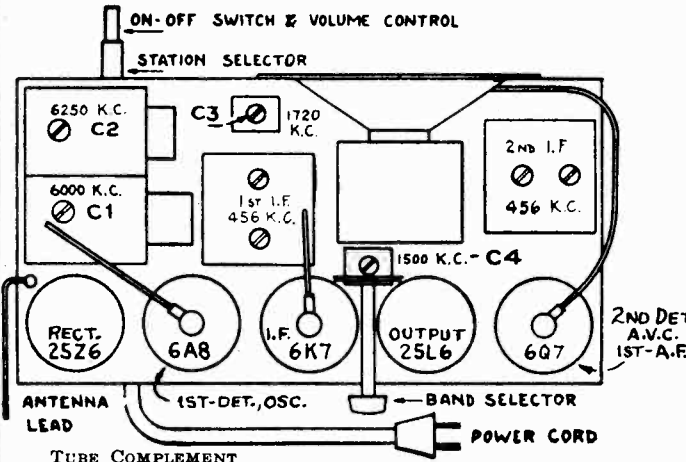 ON-OFF SWITCH & VOLUME CONTROL
STATION SELECTOR
6250 K.C.
C2
C3
1720
K.C.
2ND I.F
456 K.C.
6000 K.C.
C1
1ST I.F.
456 K.C.
1500 K.C.-C4
RECT.
25Z6
6A8
I.F.
6K7
OUTPUT
25L6
6Q7
2ND DET
A.V.C.
1ST-A.F.
ANTENNA
LEAD
1ST-DET., OSC.
BAND SELECTOR
POWER CORD
TUBE COMPLEMENT